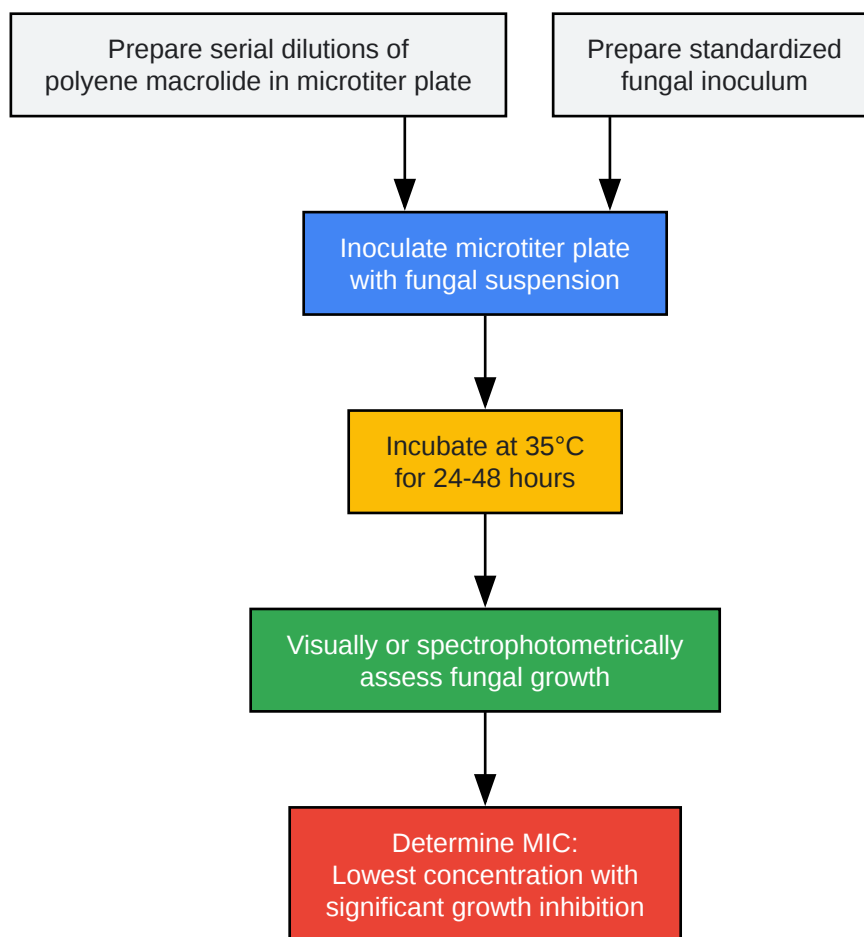 Prepare serial dilutions of
polyene macrolide in microtiter plate
Prepare standardized
fungal inoculum
Inoculate microtiter plate
with fungal suspension
Incubate at 35°C
for 24-48 hours
Visually or spectrophotometrically
assess fungal growth
Determine MIC:
Lowest concentration with
significant growth inhibition